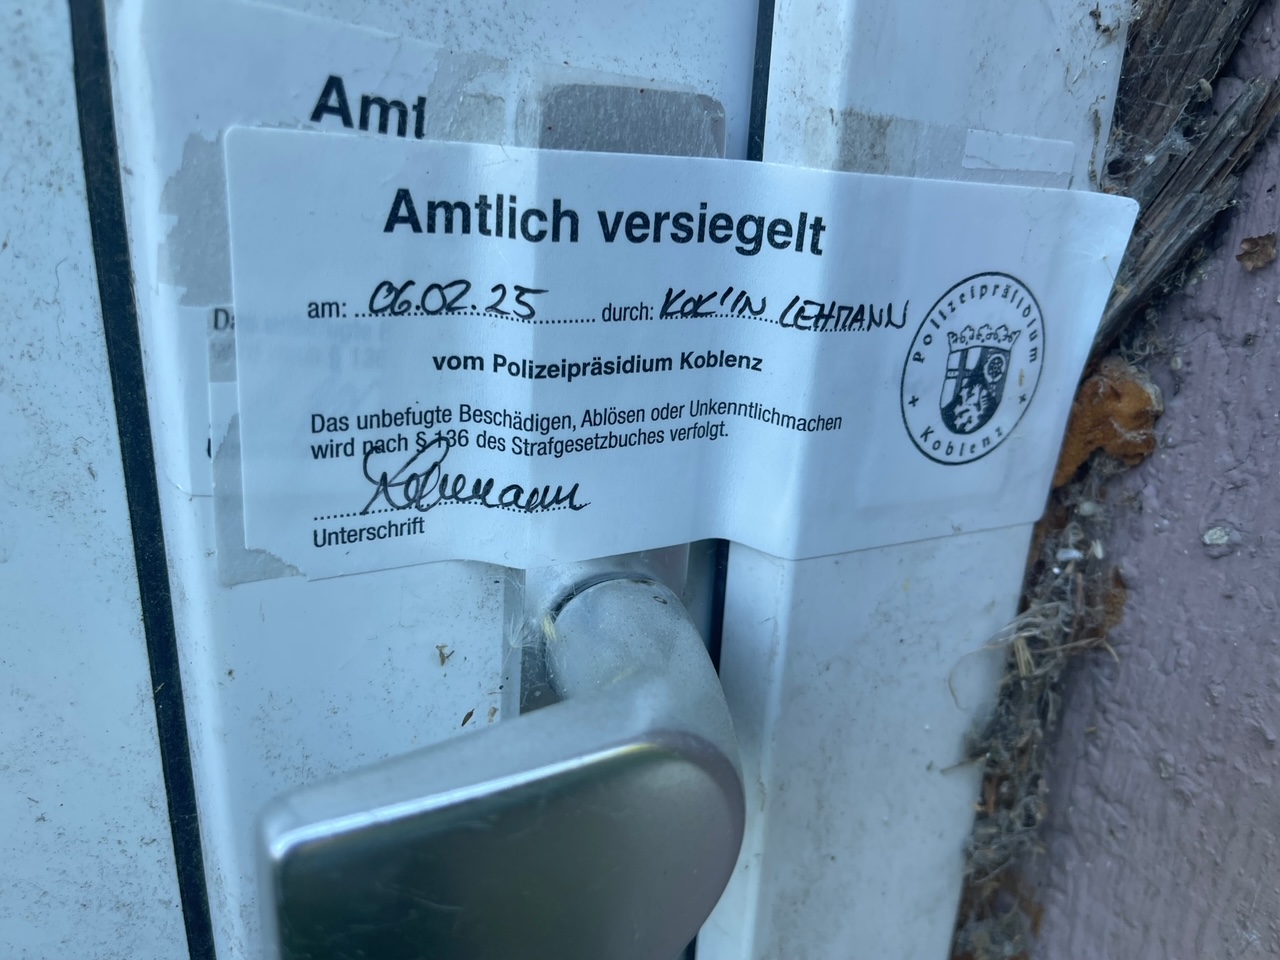 Amt
Amtlich versiegelt
am: 06.02.25 durch: KOK'IN LEHMANN
vom Polizeipräsidium Koblenz
Das unbefugte Beschädigen, Ablösen oder Unkenntlichmachen
wird nach § 136 des Strafgesetzbuches verfolgt.
Lehmann
Unterschrift
Polizeipräsidium
Koblenz